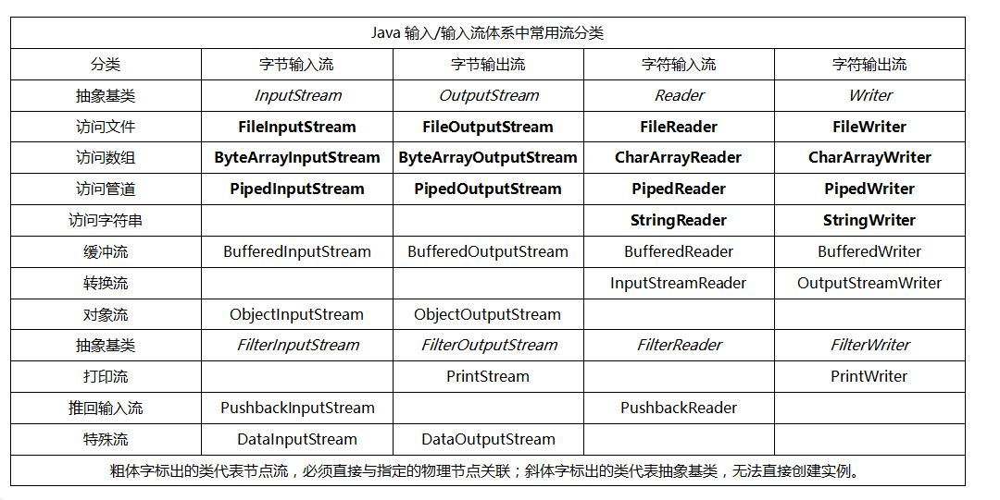 Java 输入/输入流体系中常用流分类
分类 字节输入流 字节输出流 字符输入流 字符输出流
抽象基类 InputStream OutputStream Reader Writer
访问文件 FileInputStream FileOutputStream FileReader FileWriter
访问数组 ByteArrayInputStream ByteArrayOutputStream CharArrayReader CharArrayWriter
访问管道 PipedInputStream PipedOutputStream PipedReader PipedWriter
访问字符串 StringReader StringWriter
缓冲流 BufferedInputStream BufferedOutputStream BufferedReader BufferedWriter
转换流 InputStreamReader OutputStreamWriter
对象流 ObjectInputStream ObjectOutputStream
抽象基类 FilterInputStream FilterOutputStream FilterReader FilterWriter
打印流 PrintStream PrintWriter
推回输入流 PushbackInputStream PushbackReader
特殊流 DataInputStream DataOutputStream
粗体字标出的类代表节点流，必须直接与指定的物理节点关联；斜体字标出的类代表抽象基类，无法直接创建实例。